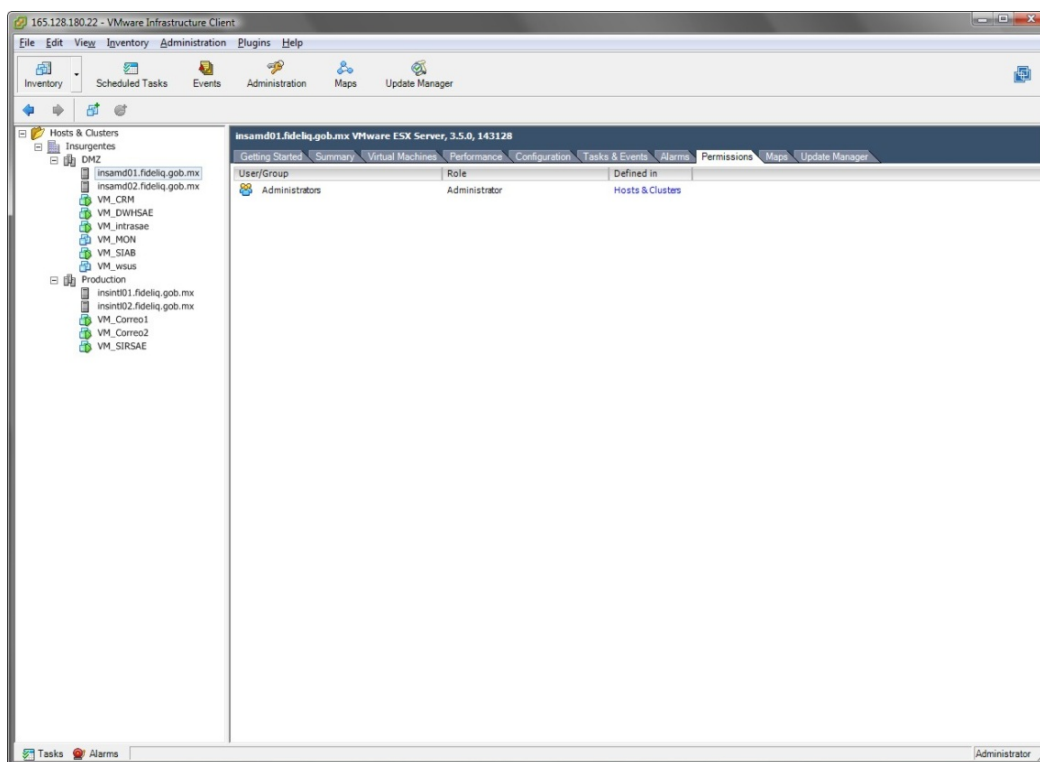 165.128.180.22 - VMware Infrastructure Client
File Edit View Inventory Administration Plugins Help
Inventory Scheduled Tasks Events Administration Maps Update Manager
Hosts & Clusters
Insurgentes
DMZ
insamd01.fideliq.gob.mx
insamd02.fideliq.gob.mx
VM_CRM
VM_DWHSAE
VM_intrasae
VM_MON
VM_SIAB
VM_wsus
Production
insintl01.fideliq.gob.mx
insintl02.fideliq.gob.mx
VM_Correo1
VM_Correo2
VM_SIRSAE
insamd01.fideliq.gob.mx VMware ESX Server, 3.5.0, 143128
Getting Started Summary Virtual Machines Performance Configuration Tasks & Events Alarms Permissions Maps Update Manager
User/Group Role Defined in
Administrators Administrator Hosts & Clusters
Tasks Alarms Administrator